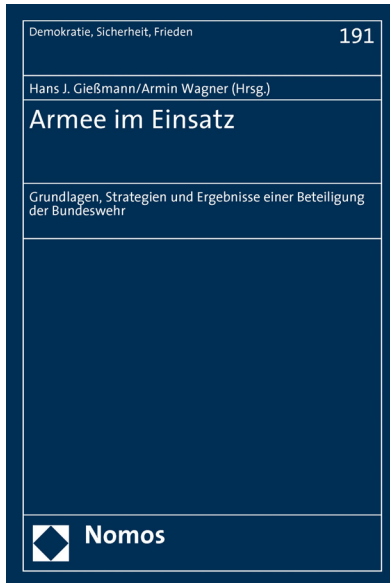 Demokratie, Sicherheit, Frieden
191
Hans J. Gießmann/Armin Wagner (Hrsg.)
Armee im Einsatz
Grundlagen, Strategien und Ergebnisse einer Beteiligung
der Bundeswehr
Nomos